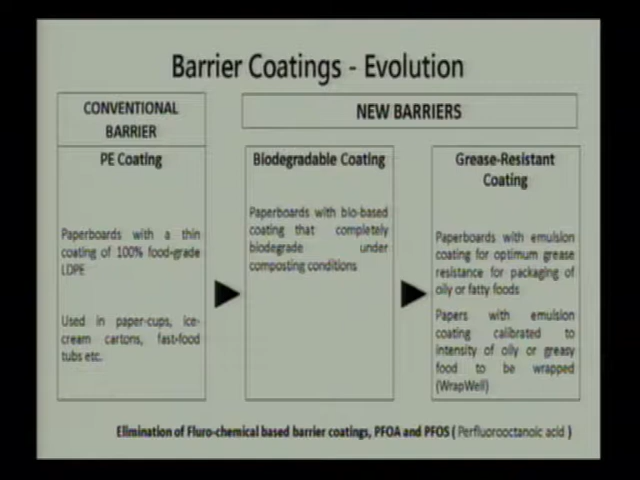 Barrier Coatings - Evolution
CONVENTIONAL
BARRIER
PE Coating
Paperboards with a thin
coating of 100% food-grade
LDPE
Used in paper-cups, ice-
cream cartons, fast-food
tubs etc.
NEW BARRIERS
Biodegradable Coating
Paperboards with bio-based
coating that completely
biodegrade under
composting conditions
Grease-Resistant
Coating
Paperboards with emulsion
coating for optimum grease
resistance for packaging of
oily or fatty foods
Papers with emulsion
coating calibrated to
intensity of oily or greasy
food to be wrapped
(WrapWell)
Elimination of Fluro-chemical based barrier coatings, PFOA and PFOS ( Perfluorooctanoic acid )